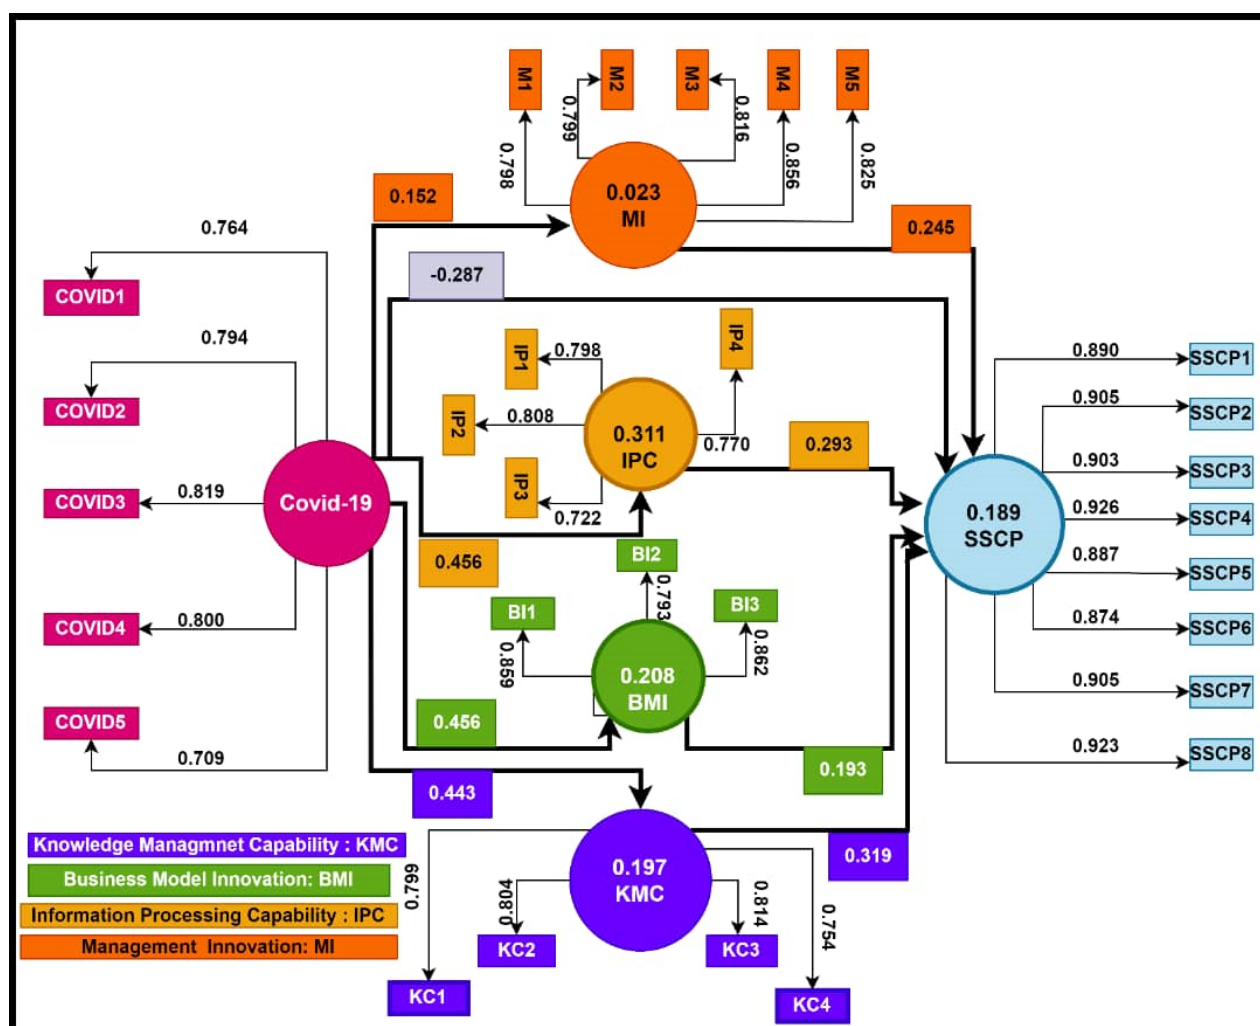 M1
M2
M3
M4
M5
0.798
0.799
0.816
0.856
0.825
0.023
MI
0.152
0.245
-0.287
0.764
COVID1
0.794
COVID2
COVID3
0.819
Covid-19
COVID4
0.800
COVID5
0.709
IP1
0.798
IP4
IP2
0.808
0.770
IP3
0.722
0.311
IPC
0.293
0.456
BI2
0.793
BI1
0.859
BI3
0.862
0.208
BMI
0.456
0.193
0.443
0.319
0.189
SSCP
0.890
SSCP1
0.905
SSCP2
0.903
SSCP3
0.926
SSCP4
0.887
SSCP5
0.874
SSCP6
0.905
SSCP7
0.923
SSCP8
0.197
KMC
0.799
0.804
0.814
0.754
KC2
KC3
KC1
KC4
Knowledge Managmnet Capability : KMC
Business Model Innovation: BMI
Information Processing Capability : IPC
Management Innovation: MI